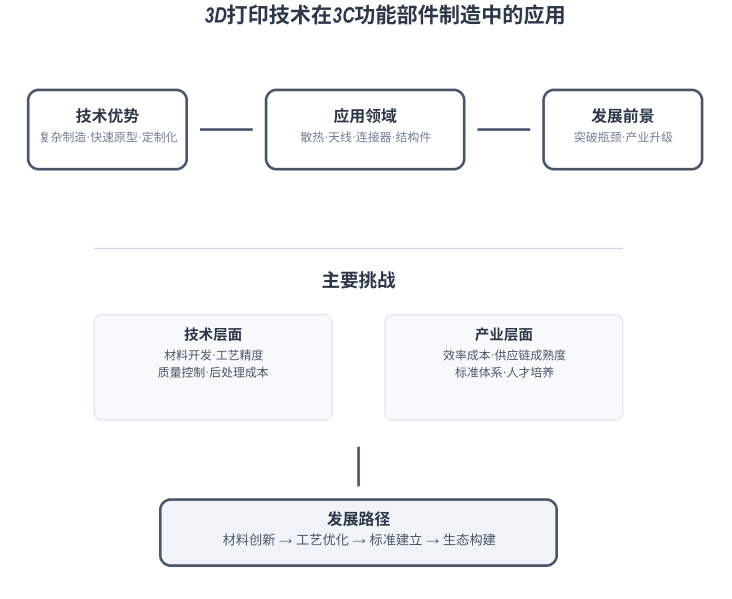 3D打印技术在3C功能部件制造中的应用
技术优势
复杂制造·快速原型·定制化
应用领域
散热·天线·连接器·结构件
发展前景
突破瓶颈·产业升级
主要挑战
技术层面
材料开发·工艺精度
质量控制·后处理成本
产业层面
效率成本·供应链成熟度
标准体系·人才培养
发展路径
材料创新 → 工艺优化 → 标准建立 → 生态构建